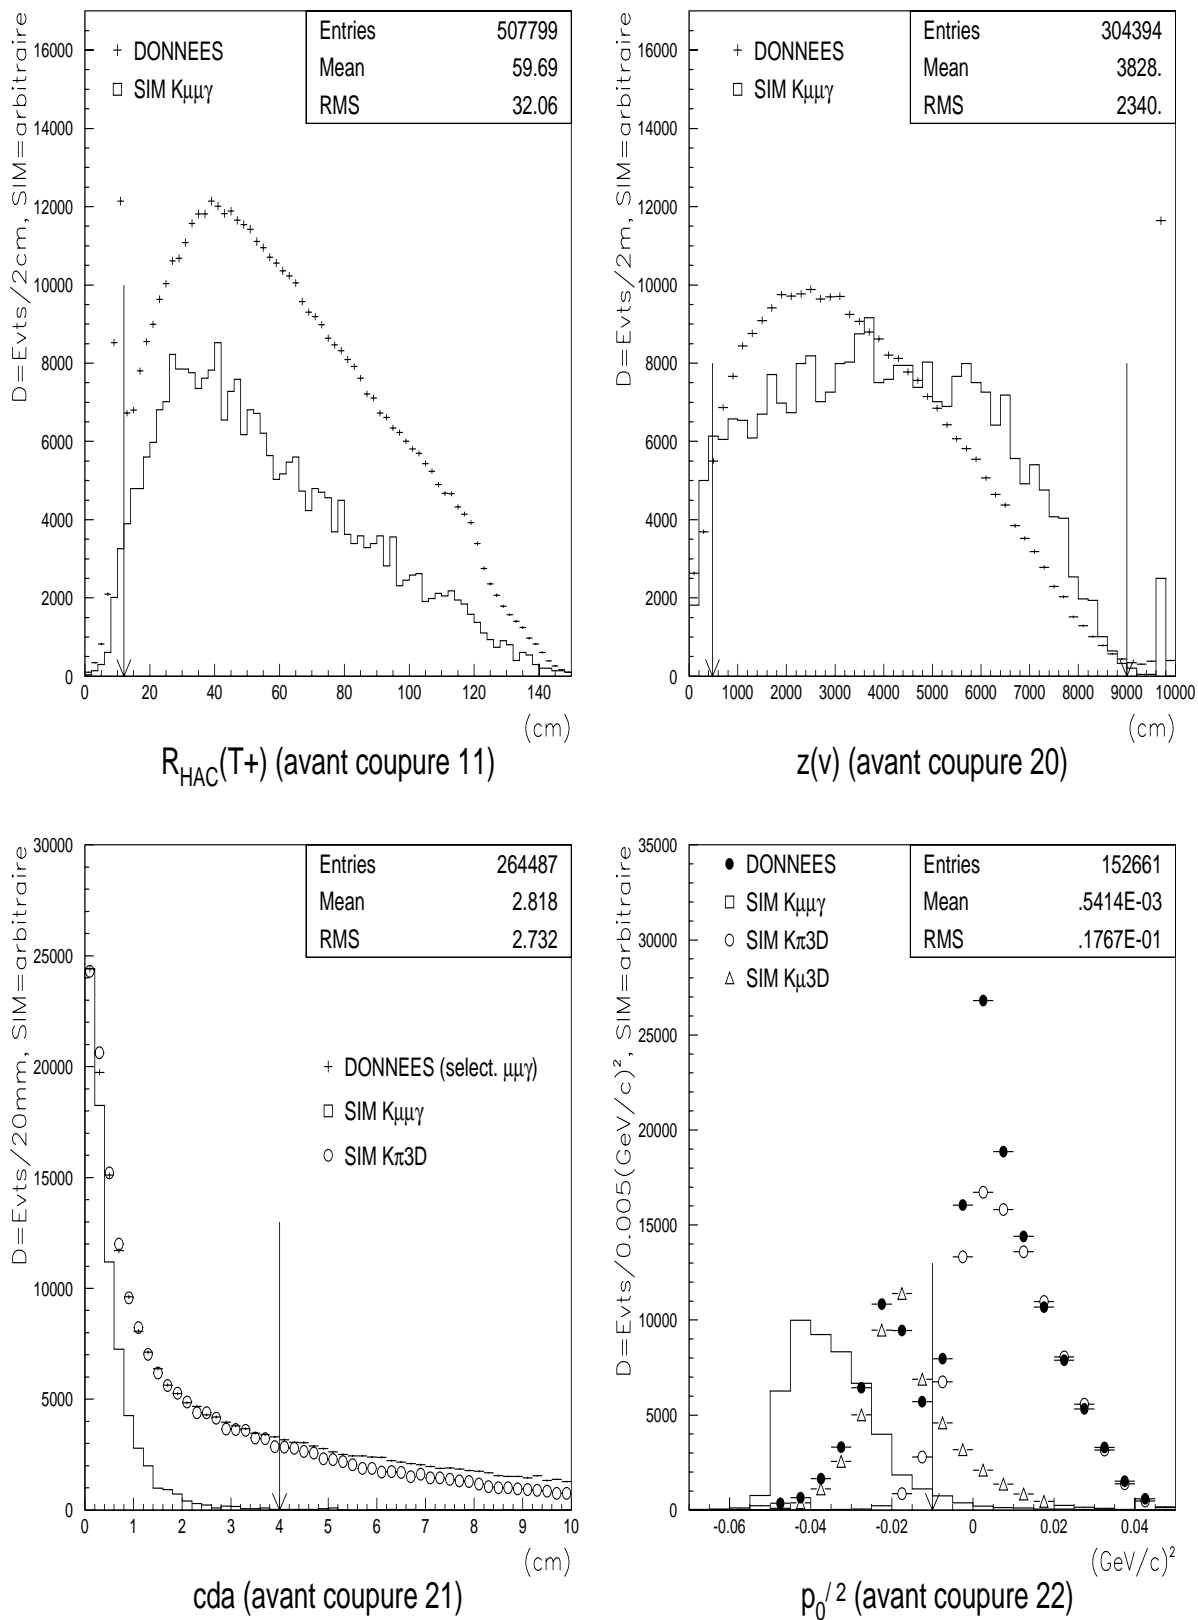 D=Evts/2cm, SIM=arbitraire
16000
14000
12000
10000
8000
6000
4000
2000
0
DONNEES
SIM Kμμγ
Entries 507799
Mean 59.69
RMS 32.06
0 20 40 60 80 100 120 140
(cm)
R_HAC(T+) (avant coupure 11)
D=Evts/2m, SIM=arbitraire
16000
14000
12000
10000
8000
6000
4000
2000
0
DONNEES
SIM Kμμγ
Entries 304394
Mean 3828.
RMS 2340.
0 1000 2000 3000 4000 5000 6000 7000 8000 9000 10000
(cm)
z(v) (avant coupure 20)
D=Evts/20mm, SIM=arbitraire
30000
25000
20000
15000
10000
5000
0
Entries 264487
Mean 2.818
RMS 2.732
DONNEES (select. μμγ)
SIM Kμμγ
SIM Kπ3D
0 1 2 3 4 5 6 7 8 9 10
(cm)
cda (avant coupure 21)
D=Evts/0.005(GeV/c)², SIM=arbitraire
35000
30000
25000
20000
15000
10000
5000
0
DONNEES
SIM Kμμγ
SIM Kπ3D
SIM Kμ3D
Entries 152661
Mean .5414E-03
RMS .1767E-01
-0.06 -0.04 -0.02 0 0.02 0.04
(GeV/c)²
p₀′² (avant coupure 22)